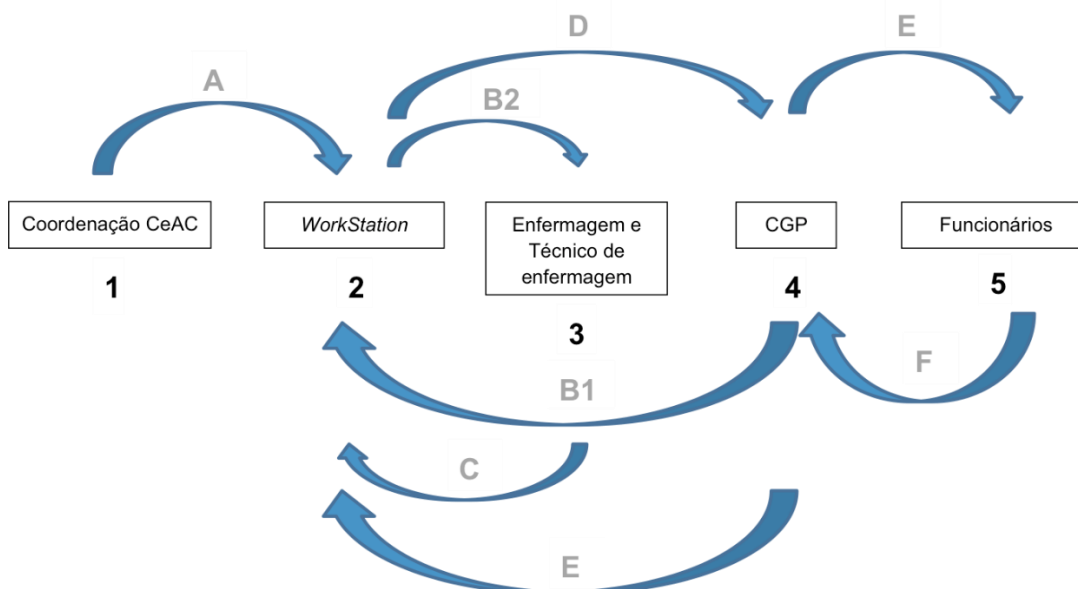 D
E
A
B2
Coordenação CeAC
WorkStation
Enfermagem e
Técnico de
enfermagem
CGP
Funcionários
1
2
3
4
5
F
B1
C
E